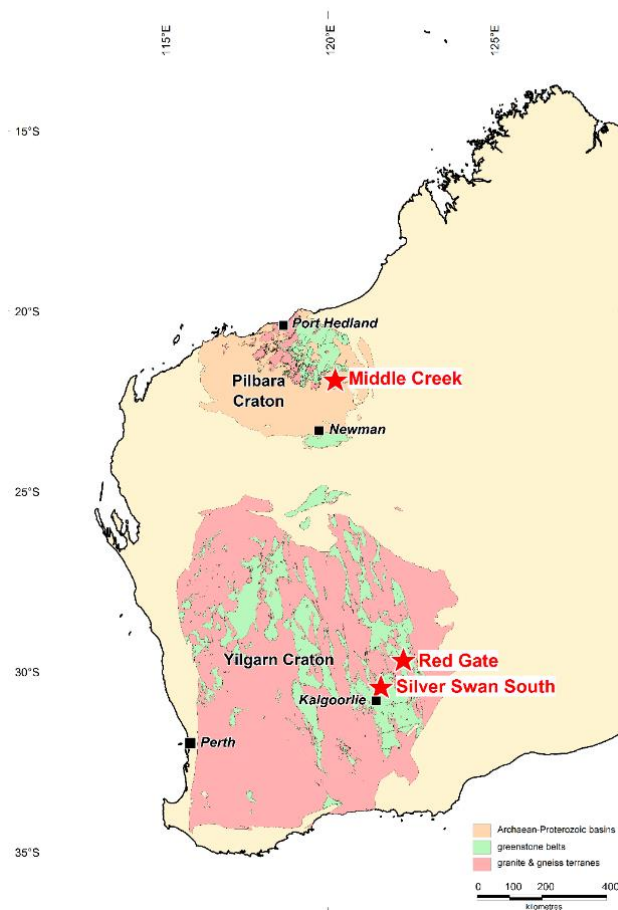 115°E
120°E
125°E
15°S
20°S
Port Hedland
Pilbara
Craton
Middle Creek
Newman
25°S
Yilgarn Craton
Red Gate
30°S
Silver Swan South
Kalgoorlie
Perth
Archaean-Proterozoic basins
greenstone belts
granite & gneiss terranes
35°S
0 100 200 400
kilometres